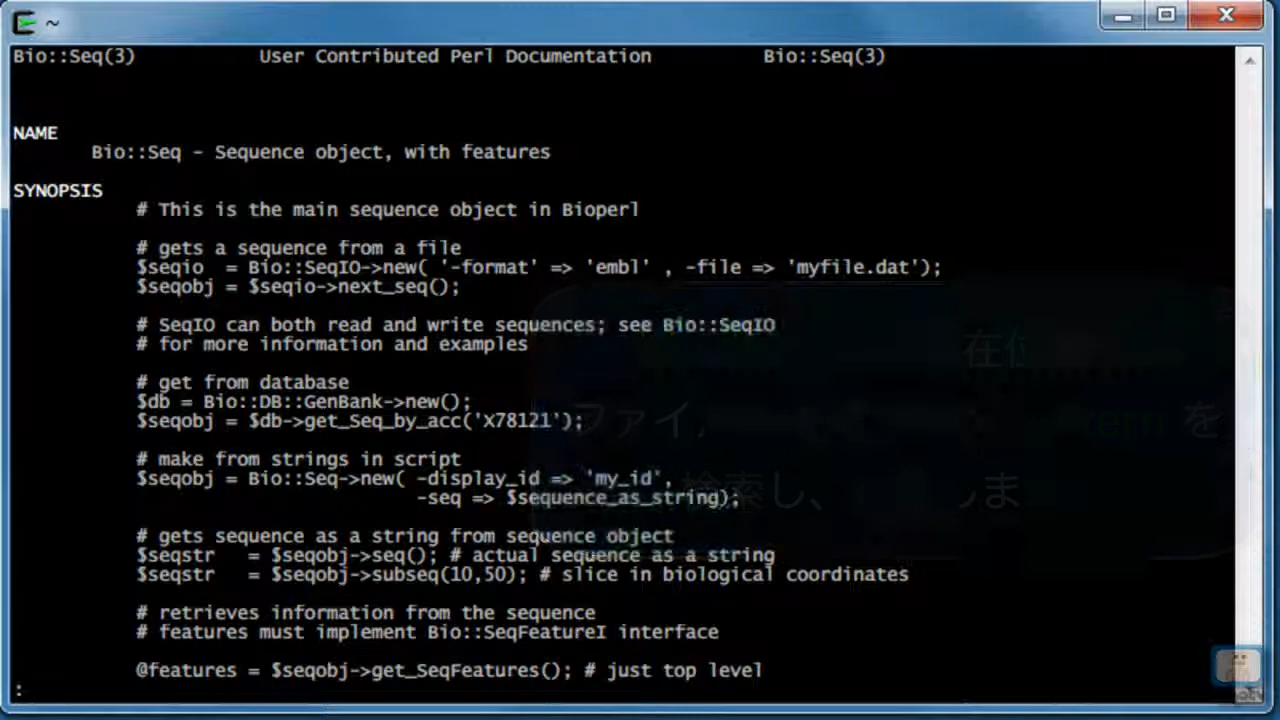 ~
Bio::Seq(3) User Contributed Perl Documentation Bio::Seq(3)
NAME
Bio::Seq - Sequence object, with features
SYNOPSIS
# This is the main sequence object in Bioperl
# gets a sequence from a file
$seqio = Bio::SeqIO->new( '-format' => 'embl' , -file => 'myfile.dat');
$seqobj = $seqio->next_seq();
# SeqIO can both read and write sequences; see Bio::SeqIO
# for more information and examples
# get from database
$db = Bio::DB::GenBank->new();
$seqobj = $db->get_Seq_by_acc('X78121');
# make from strings in script
$seqobj = Bio::Seq->new( -display_id => 'my_id',
-seq => $sequence_as_string);
# gets sequence as a string from sequence object
$seqstr = $seqobj->seq(); # actual sequence as a string
$seqstr = $seqobj->subseq(10,50); # slice in biological coordinates
# retrieves information from the sequence
# features must implement Bio::SeqFeatureI interface
@features = $seqobj->get_SeqFeatures(); # just top level
: